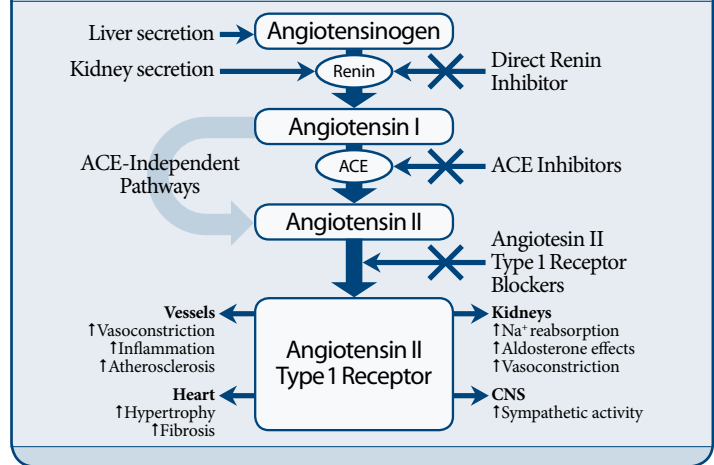 Liver secretion
Angiotensinogen
Kidney secretion
Renin
Direct Renin
Inhibitor
Angiotensin I
ACE-Independent
Pathways
ACE
ACE Inhibitors
Angiotensin II
Angiotesin II
Type 1 Receptor
Blockers
Vessels
↑Vasoconstriction
↑Inflammation
↑Atherosclerosis
Heart
↑Hypertrophy
↑Fibrosis
Angiotensin II
Type 1 Receptor
Kidneys
↑Na⁺ reabsorption
↑Aldosterone effects
↑Vasoconstriction
CNS
↑Sympathetic activity